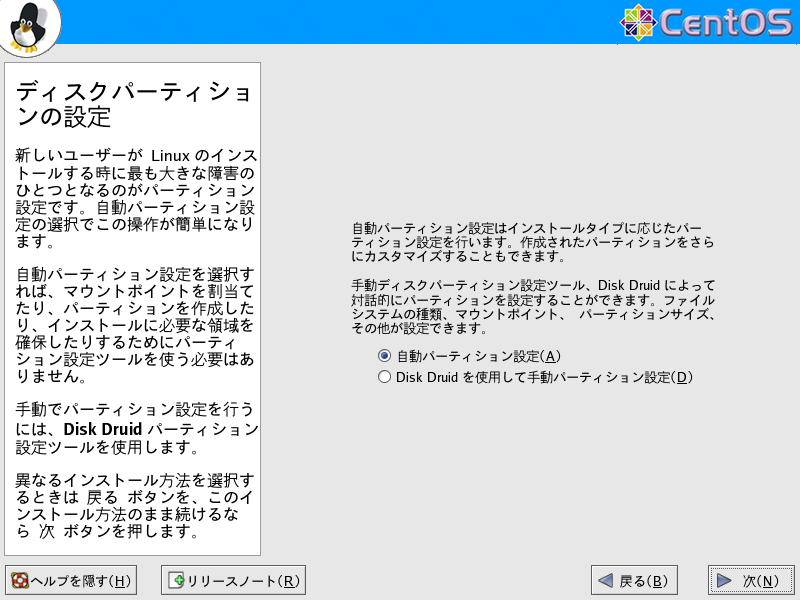 CentOS
ディスクパーティショ
ンの設定
新しいユーザーが Linux のインス
トールする時に最も大きな障害の
ひとつとなるのがパーティション
設定です。自動パーティション設
定の選択でこの操作が簡単になり
ます。
自動パーティション設定を選択す
れば、マウントポイントを割当て
たり、パーティションを作成した
り、インストールに必要な領域を
確保したりするためにパーティ
ション設定ツールを使う必要はあ
りません。
手動でパーティション設定を行う
には、Disk Druid パーティション
設定ツールを使用します。
異なるインストール方法を選択す
るときは 戻る ボタンを、このイ
ンストール方法のまま続けるな
ら 次 ボタンを押します。
自動パーティション設定はインストールタイプに応じたパー
ティション設定を行います。作成されたパーティションをさら
にカスタマイズすることもできます。
手動ディスクパーティション設定ツール、Disk Druid によって
対話的にパーティションを設定することができます。ファイル
システムの種類、マウントポイント、 パーティションサイズ、
その他が設定できます。
自動パーティション設定(A)
Disk Druid を使用して手動パーティション設定(D)
ヘルプを隠す(H)
リリースノート(R)
戻る(B)
次(N)